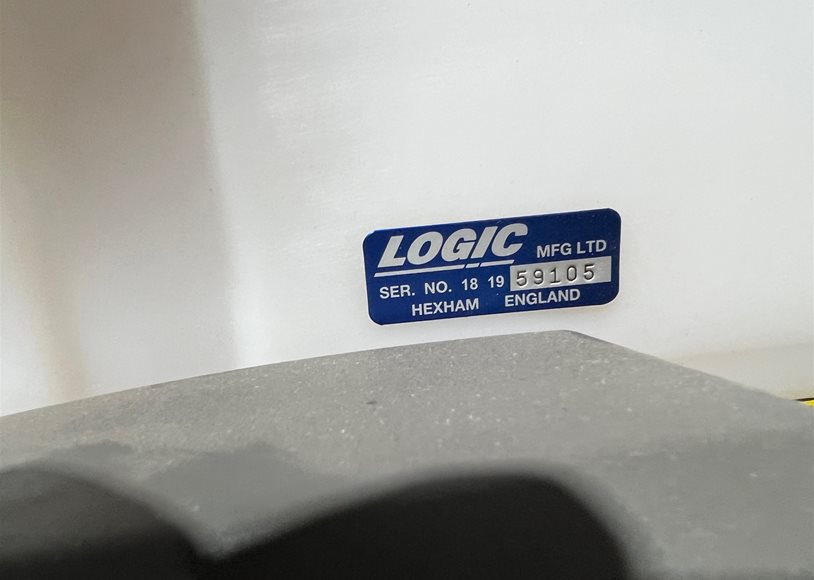 LOGIC MFG LTD
SER. NO. 18 19 59105
HEXHAM ENGLAND